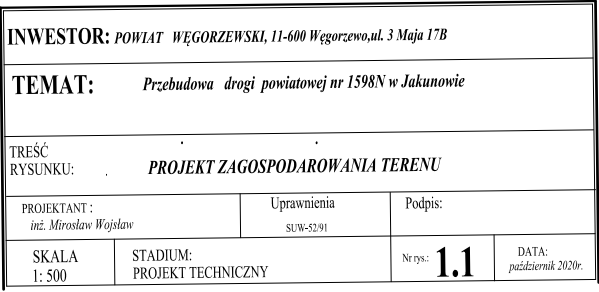 INWESTOR: POWIAT WĘGORZEWSKI, 11-600 Węgorzewo,ul. 3 Maja 17B
TEMAT: Przebudowa drogi powiatowej nr 1598N w Jakunowie
TREŚĆ
RYSUNKU: PROJEKT ZAGOSPODAROWANIA TERENU
PROJEKTANT : Uprawnienia Podpis:
inż. Mirosław Wojsław SUW-52/91
SKALA STADIUM: Nr rys.: 1.1 DATA:
1: 500 PROJEKT TECHNICZNY październik 2020r.